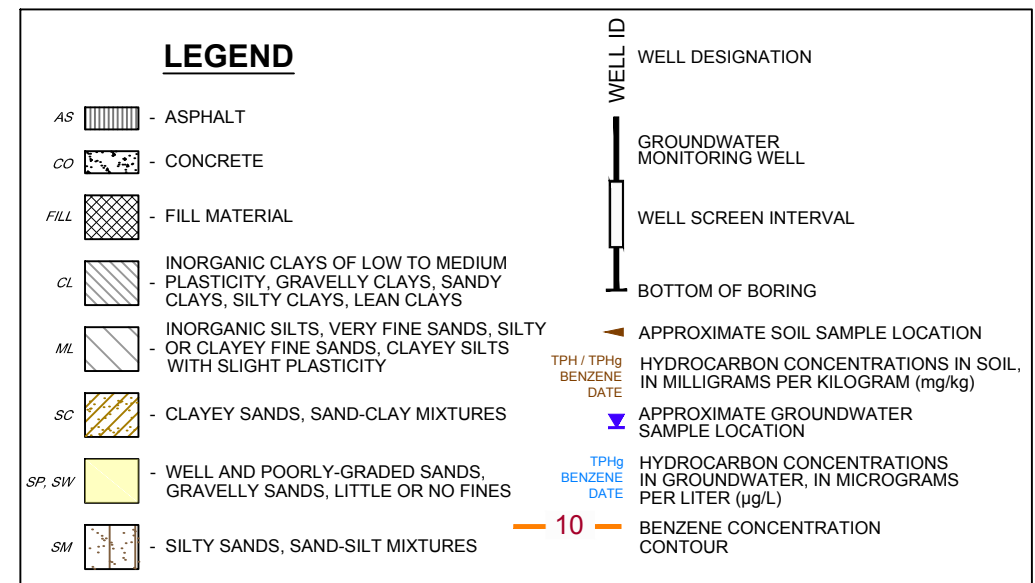 LEGEND
AS - ASPHALT
CO - CONCRETE
FILL - FILL MATERIAL
CL - INORGANIC CLAYS OF LOW TO MEDIUM
PLASTICITY, GRAVELLY CLAYS, SANDY
CLAYS, SILTY CLAYS, LEAN CLAYS
ML - INORGANIC SILTS, VERY FINE SANDS, SILTY
OR CLAYEY FINE SANDS, CLAYEY SILTS
WITH SLIGHT PLASTICITY
SC - CLAYEY SANDS, SAND-CLAY MIXTURES
SP, SW - WELL AND POORLY-GRADED SANDS,
GRAVELLY SANDS, LITTLE OR NO FINES
SM - SILTY SANDS, SAND-SILT MIXTURES
WELL ID
WELL DESIGNATION
GROUNDWATER
MONITORING WELL
WELL SCREEN INTERVAL
BOTTOM OF BORING
APPROXIMATE SOIL SAMPLE LOCATION
TPH / TPHg
BENZENE
DATE
HYDROCARBON CONCENTRATIONS IN SOIL,
IN MILLIGRAMS PER KILOGRAM (mg/kg)
APPROXIMATE GROUNDWATER
SAMPLE LOCATION
TPHg
BENZENE
DATE
HYDROCARBON CONCENTRATIONS
IN GROUNDWATER, IN MICROGRAMS
PER LITER (µg/L)
10
BENZENE CONCENTRATION
CONTOUR